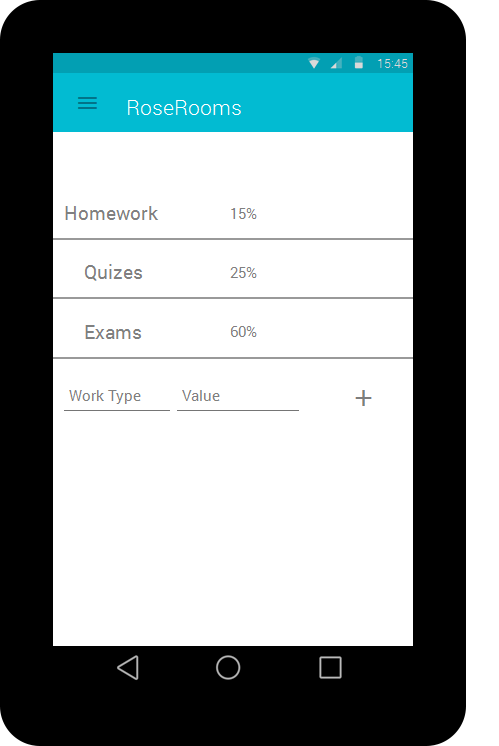 15:45
RoseRooms
Homework 15%
Quizes 25%
Exams 60%
Work Type Value +